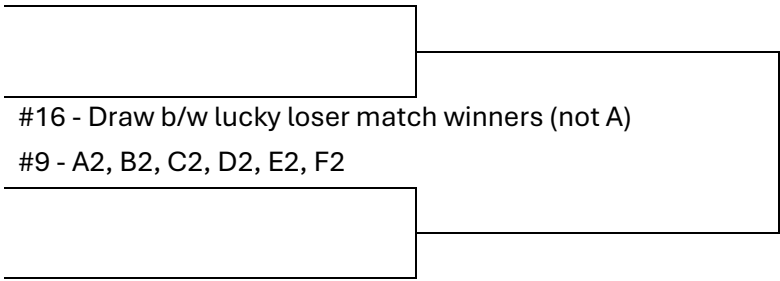 #16 - Draw b/w lucky loser match winners (not A)
#9 - A2, B2, C2, D2, E2, F2